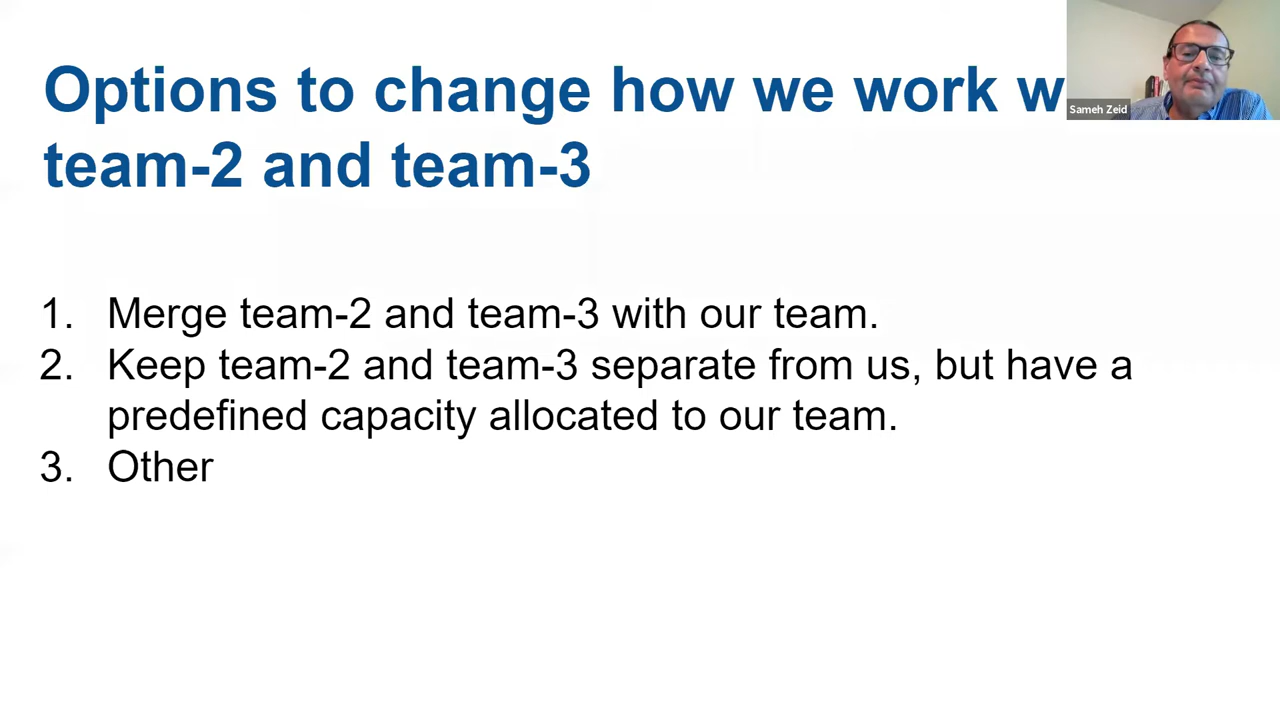 Options to change how we work w
team-2 and team-3
Sameh Zeid
1. Merge team-2 and team-3 with our team.
2. Keep team-2 and team-3 separate from us, but have a
predefined capacity allocated to our team.
3. Other